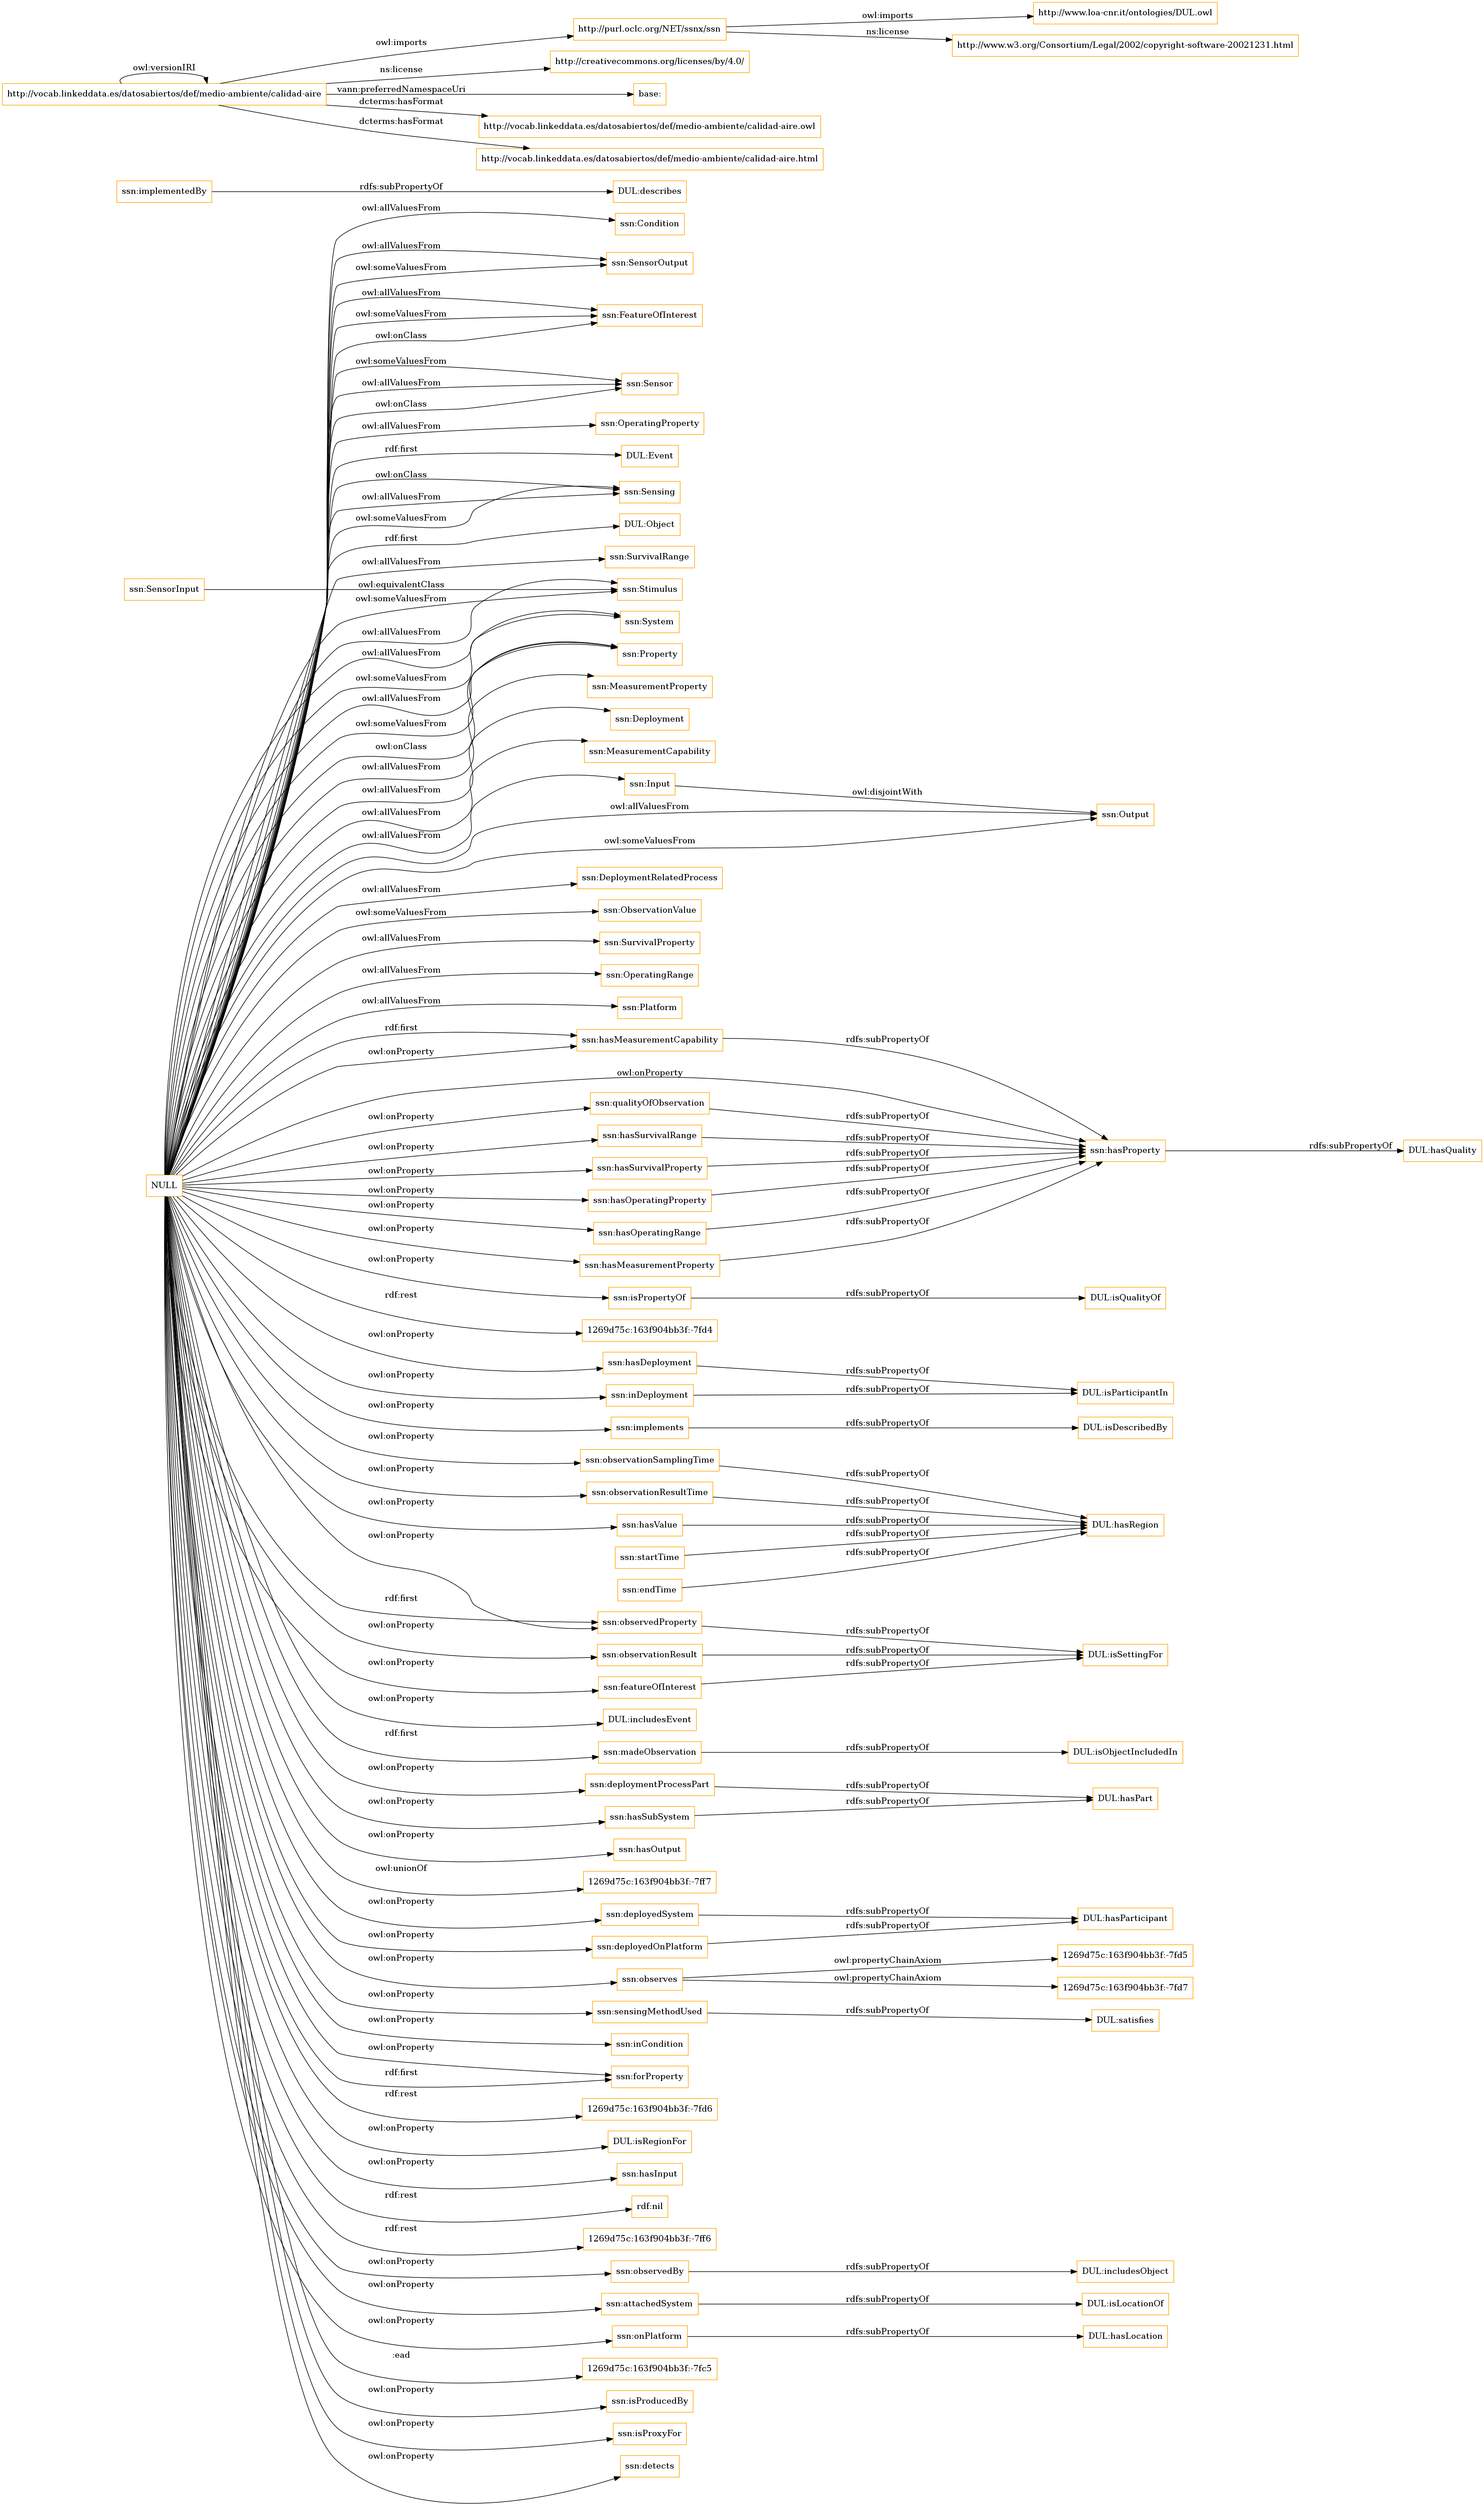 http://www.loa-cnr.it/ontologies/DUL.owl
owl:imports
http://purl.oclc.org/NET/ssnx/ssn
ns:license
owl:imports
http://www.w3.org/Consortium/Legal/2002/copyright-software-20021231.html
http://creativecommons.org/licenses/by/4.0/
owl:versionIRI
ns:license
http://vocab.linkeddata.es/datosabiertos/def/medio-ambiente/calidad-aire
vann:preferredNamespaceUri
base:
dcterms:hasFormat
http://vocab.linkeddata.es/datosabiertos/def/medio-ambiente/calidad-aire.owl
dcterms:hasFormat
http://vocab.linkeddata.es/datosabiertos/def/medio-ambiente/calidad-aire.html
ssn:implementedBy
rdfs:subPropertyOf
DUL:describes
owl:allValuesFrom
ssn:Condition
owl:allValuesFrom
ssn:SensorOutput
owl:someValuesFrom
owl:allValuesFrom
owl:someValuesFrom
ssn:FeatureOfInterest
owl:onClass
owl:someValuesFrom
owl:allValuesFrom
ssn:Sensor
owl:onClass
owl:allValuesFrom
ssn:OperatingProperty
rdf:first
DUL:Event
owl:onClass
ssn:Sensing
owl:allValuesFrom
owl:someValuesFrom
DUL:Object
rdf:first
owl:allValuesFrom
ssn:SurvivalRange
ssn:SensorInput
owl:equivalentClass
ssn:Stimulus
owl:someValuesFrom
owl:allValuesFrom
ssn:System
owl:allValuesFrom
ssn:Property
owl:someValuesFrom
ssn:MeasurementProperty
owl:allValuesFrom
ssn:Deployment
owl:someValuesFrom
owl:onClass
ssn:MeasurementCapability
owl:allValuesFrom
ssn:Input
owl:disjointWith
owl:allValuesFrom
owl:allValuesFrom
ssn:Output
owl:allValuesFrom
owl:allValuesFrom
owl:someValuesFrom
ssn:DeploymentRelatedProcess
owl:allValuesFrom
ssn:ObservationValue
owl:someValuesFrom
ssn:SurvivalProperty
owl:allValuesFrom
ssn:OperatingRange
owl:allValuesFrom
ssn:Platform
owl:allValuesFrom
rdf:first
ssn:hasMeasurementCapability
rdfs:subPropertyOf
owl:onProperty
owl:onProperty
ssn:qualityOfObservation
rdfs:subPropertyOf
owl:onProperty
ssn:hasSurvivalRange
rdfs:subPropertyOf
owl:onProperty
ssn:hasProperty
rdfs:subPropertyOf
DUL:hasQuality
ssn:hasSurvivalProperty
rdfs:subPropertyOf
owl:onProperty
NULL
ssn:hasOperatingProperty
rdfs:subPropertyOf
owl:onProperty
ssn:hasOperatingRange
rdfs:subPropertyOf
owl:onProperty
ssn:hasMeasurementProperty
rdfs:subPropertyOf
owl:onProperty
ssn:isPropertyOf
rdfs:subPropertyOf
DUL:isQualityOf
owl:onProperty
1269d75c:163f904bb3f:-7fd4
rdf:rest
ssn:hasDeployment
rdfs:subPropertyOf
owl:onProperty
DUL:isParticipantIn
ssn:inDeployment
rdfs:subPropertyOf
owl:onProperty
ssn:implements
rdfs:subPropertyOf
DUL:isDescribedBy
owl:onProperty
ssn:observationSamplingTime
rdfs:subPropertyOf
owl:onProperty
ssn:observationResultTime
rdfs:subPropertyOf
owl:onProperty
ssn:hasValue
rdfs:subPropertyOf
DUL:hasRegion
owl:onProperty
ssn:startTime
rdfs:subPropertyOf
owl:onProperty
ssn:endTime
rdfs:subPropertyOf
rdf:first
ssn:observedProperty
rdfs:subPropertyOf
owl:onProperty
ssn:observationResult
rdfs:subPropertyOf
DUL:isSettingFor
owl:onProperty
ssn:featureOfInterest
rdfs:subPropertyOf
owl:onProperty
DUL:includesEvent
rdf:first
ssn:madeObservation
rdfs:subPropertyOf
DUL:isObjectIncludedIn
owl:onProperty
ssn:deploymentProcessPart
rdfs:subPropertyOf
DUL:hasPart
owl:onProperty
ssn:hasSubSystem
rdfs:subPropertyOf
owl:onProperty
ssn:hasOutput
owl:unionOf
1269d75c:163f904bb3f:-7ff7
owl:onProperty
ssn:deployedSystem
rdfs:subPropertyOf
DUL:hasParticipant
owl:onProperty
ssn:deployedOnPlatform
rdfs:subPropertyOf
owl:onProperty
1269d75c:163f904bb3f:-7fd5
ssn:observes
owl:propertyChainAxiom
owl:propertyChainAxiom
1269d75c:163f904bb3f:-7fd7
owl:onProperty
ssn:sensingMethodUsed
rdfs:subPropertyOf
DUL:satisfies
owl:onProperty
ssn:inCondition
owl:onProperty
ssn:forProperty
rdf:first
rdf:rest
1269d75c:163f904bb3f:-7fd6
owl:onProperty
DUL:isRegionFor
owl:onProperty
ssn:hasInput
rdf:rest
rdf:nil
rdf:rest
1269d75c:163f904bb3f:-7ff6
owl:onProperty
ssn:observedBy
rdfs:subPropertyOf
DUL:includesObject
owl:onProperty
ssn:attachedSystem
rdfs:subPropertyOf
DUL:isLocationOf
owl:onProperty
ssn:onPlatform
rdfs:subPropertyOf
DUL:hasLocation
:ead
1269d75c:163f904bb3f:-7fc5
owl:onProperty
ssn:isProducedBy
owl:onProperty
ssn:isProxyFor
owl:onProperty
ssn:detects